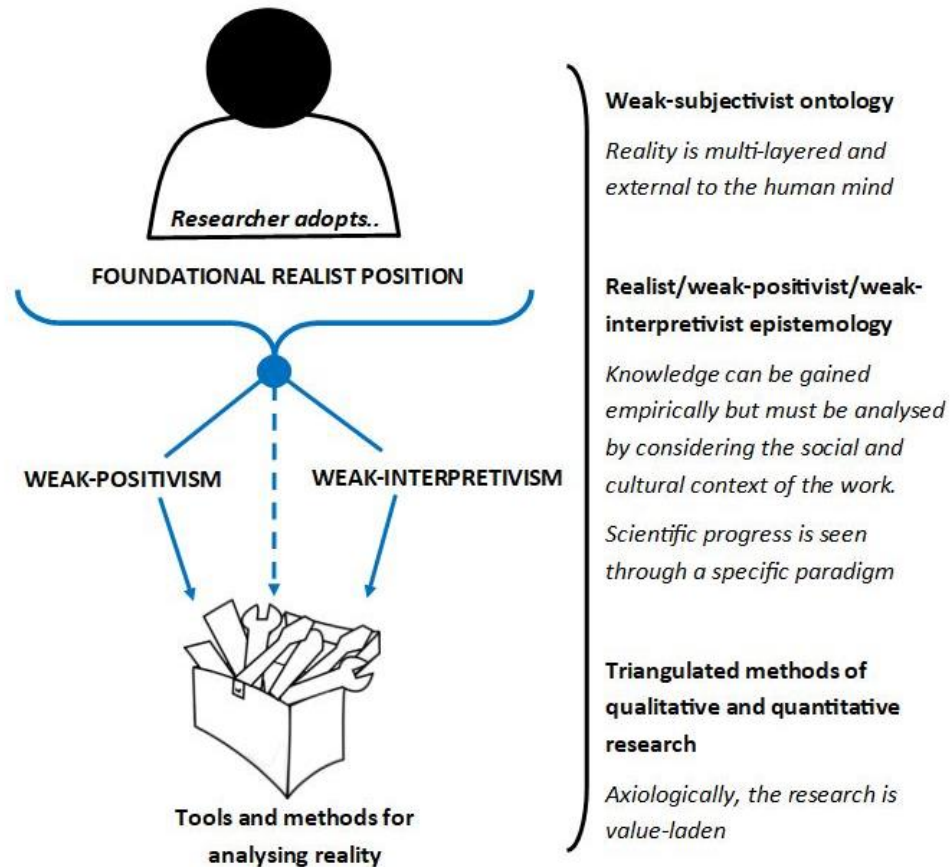 Researcher adopts..
FOUNDATIONAL REALIST POSITION
WEAK-POSITIVISM
WEAK-INTERPRETIVISM
Tools and methods for
analysing reality
Weak-subjectivist ontology
Reality is multi-layered and
external to the human mind
Realist/weak-positivist/weak-
interpretivist epistemology
Knowledge can be gained
empirically but must be analysed
by considering the social and
cultural context of the work.
Scientific progress is seen
through a specific paradigm
Triangulated methods of
qualitative and quantitative
research
Axiologically, the research is
value-laden